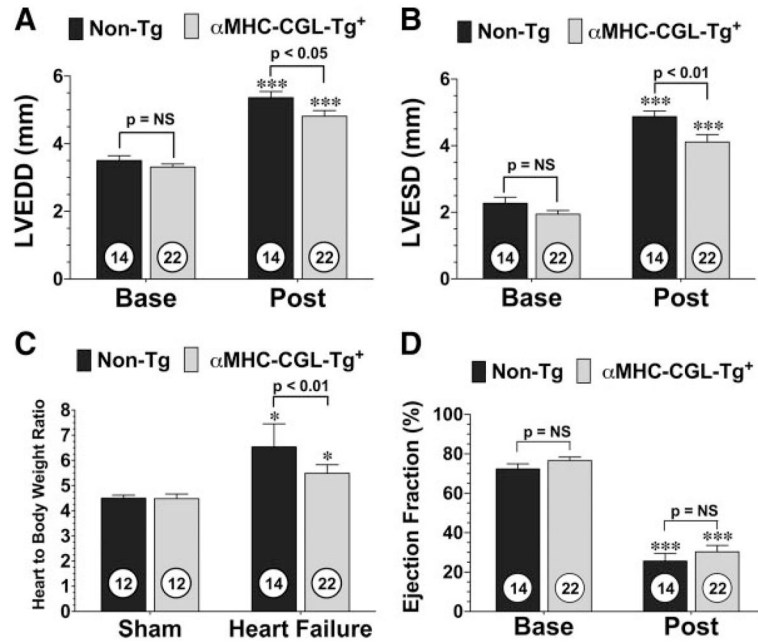 A
Non-Tg αMHC-CGL-Tg+
p < 0.05
***
***
p = NS
LVEDD (mm)
6
4
2
0
14
22
14
22
Base
Post
B
Non-Tg αMHC-CGL-Tg+
p < 0.01
***
***
p = NS
LVESD (mm)
6
4
2
0
14
22
14
22
Base
Post
C
Non-Tg αMHC-CGL-Tg+
p < 0.01
*
*
Heart to Body Weight Ratio
8
7
6
5
4
3
2
1
0
12
12
14
22
Sham
Heart Failure
D
Non-Tg αMHC-CGL-Tg+
p = NS
p = NS
***
***
Ejection Fraction (%)
100
80
60
40
20
0
14
22
14
22
Base
Post